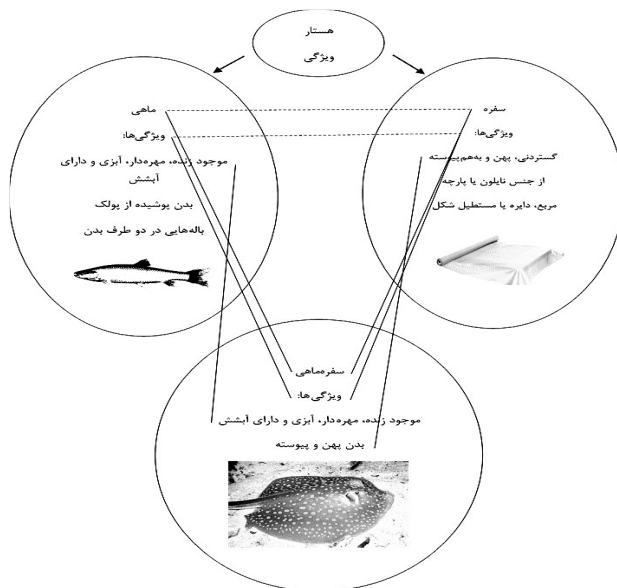 هستار
ویژگی
ماهی
ویژگی‌ها:
موجود زنده، مهره‌دار، آبزی و دارای
آبشش
بدن پوشیده از پولک
باله‌هایی در دو طرف بدن
سفره
ویژگی‌ها:
گستردنی، پهن و به‌هم‌پیوسته
از جنس نایلون یا پارچه
مربع، دایره یا مستطیل شکل
سفره‌ماهی
ویژگی‌ها:
موجود زنده، مهره‌دار، آبزی و دارای آبشش
بدن پهن و پیوسته